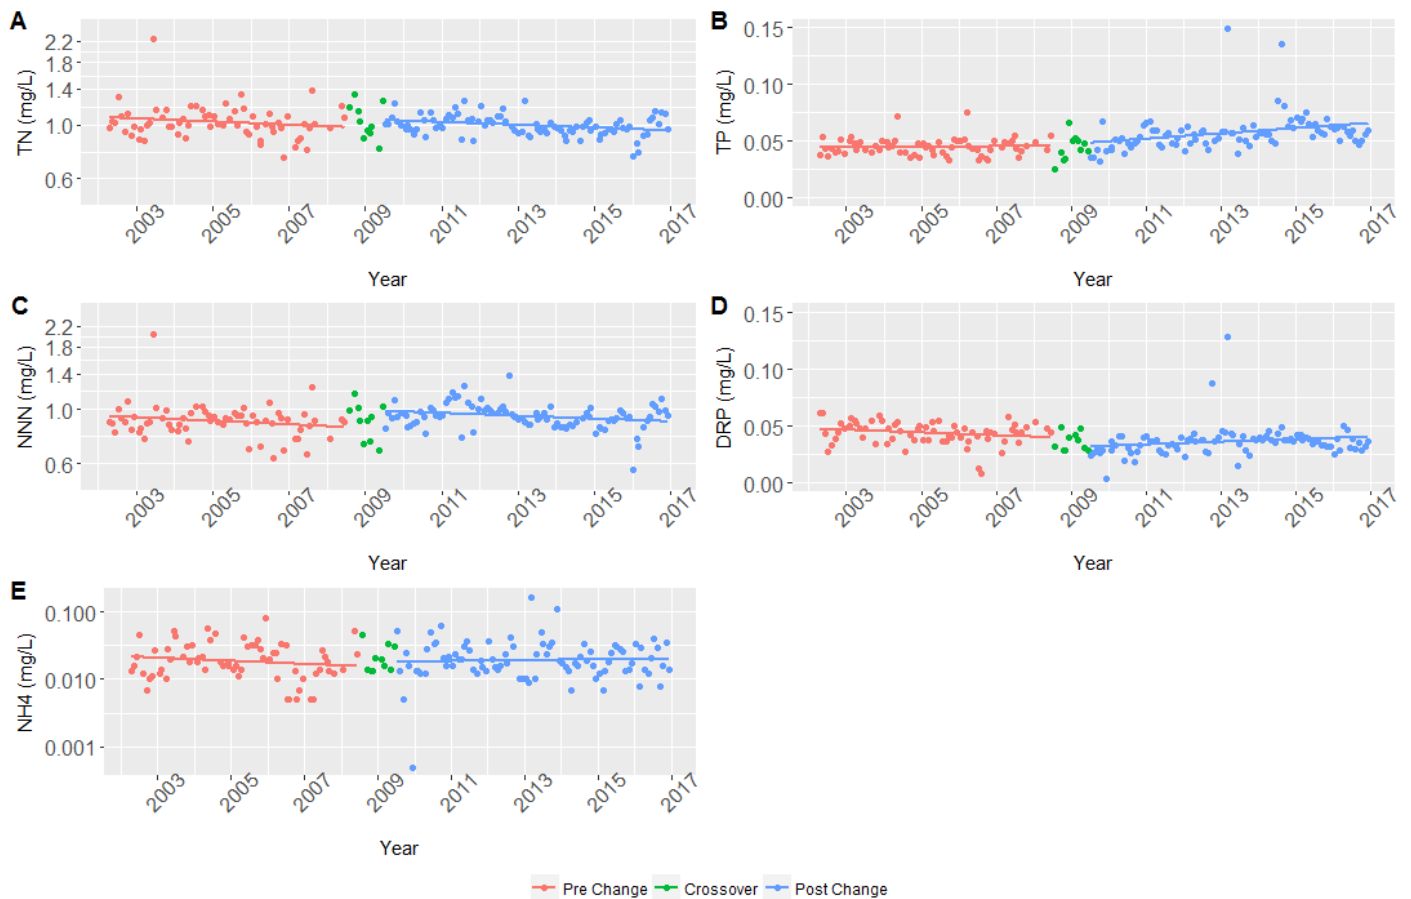 A
TN (mg/L)
2.2
1.8
1.4
1.0
0.6
2003 2005 2007 2009 2011 2013 2015 2017
Year
B
TP (mg/L)
0.15
0.10
0.05
0.00
2003 2005 2007 2009 2011 2013 2015 2017
Year
C
NNN (mg/L)
2.2
1.8
1.4
1.0
0.6
2003 2005 2007 2009 2011 2013 2015 2017
Year
D
DRP (mg/L)
0.15
0.10
0.05
0.00
2003 2005 2007 2009 2011 2013 2015 2017
Year
E
NH4 (mg/L)
0.100
0.010
0.001
2003 2005 2007 2009 2011 2013 2015 2017
Year
Pre Change Crossover Post Change